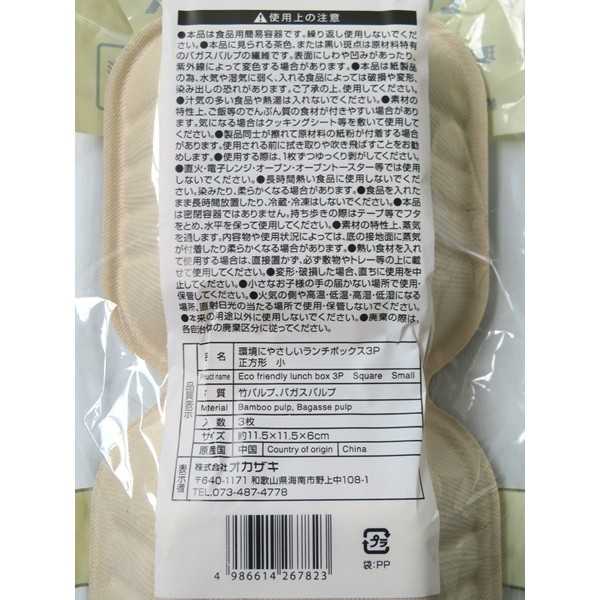 ⚠使用上の注意
●本品は食品用簡易容器です。繰り返し使用しないでください。
●本品に見られる茶色、または黒い斑点は原材料特有
のバガスパルプの繊維です。表面にしわや凹みがあったり、
紫外線によって変色する場合があります。●本品は紙製品
の為、水気や湿気に弱く、入れる食品によっては破損や変形、
染み出しの恐れがあります。ご了承の上、使用してください。
●汁気の多い食品や熱湯は入れないでください。●素材の
特性上、ご飯等のでんぷん質の食材が付きやすい場合があり
ます。気になる場合はクッキングシート等を敷いて使用して
ください。●製品同士が擦れて原材料の紙粉が付着する場合
があります。使用される前に拭き取りや吹き飛ばすことをお勧
めします。●使用する際は、1枚ずつゆっくり剥がしてください。
●直火・電子レンジ・オーブン・オーブントースター等では使用
しないでください。●長時間熱い食品に使用しないでくださ
い。染みたり、柔らかくなる場合があります。●食品を入れた
まま長時間放置したり、冷蔵・冷凍はしないでください。●本
品は密閉容器ではありません。持ち歩きの際はテープ等でフタ
をとめ、水平を保って使用してください。●素材の特性上、蒸気
を通します。内容物や使用状況によっては、底の接地面に蒸気
が付着したり柔らかくなる場合があります。●熱い食材を入れ
て使用する場合は、直接置かず、必ず敷物やトレー等の上に載
せて使用してください。●変形・破損した場合、直ちに使用を中
止してください。●小さなお子様の手の届かない場所で使用・
保管してください。●火気の側や高温・低温・高湿・低湿になる
場所、直射日光の当たる場所で使用・保管しないでください。
●本来の用途以外に使用しないでください。●廃棄の際は、
各自治体の廃棄区分に従ってください。
品質表示
品名 環境にやさしいランチボックス3P
正方形 小
Product name Eco friendly lunch box 3P Square Small
材質 竹パルプ、バガスパルプ
Material Bamboo pulp, Bagasse pulp
入数 3枚
サイズ 約11.5×11.5×6cm
原産国 中国 Country of origin China
表示者
株式会社オカザキ
〒640-1171 和歌山県海南市野上中108-1
TEL.073-487-4778
4 986614 267823
プラ
袋:PP